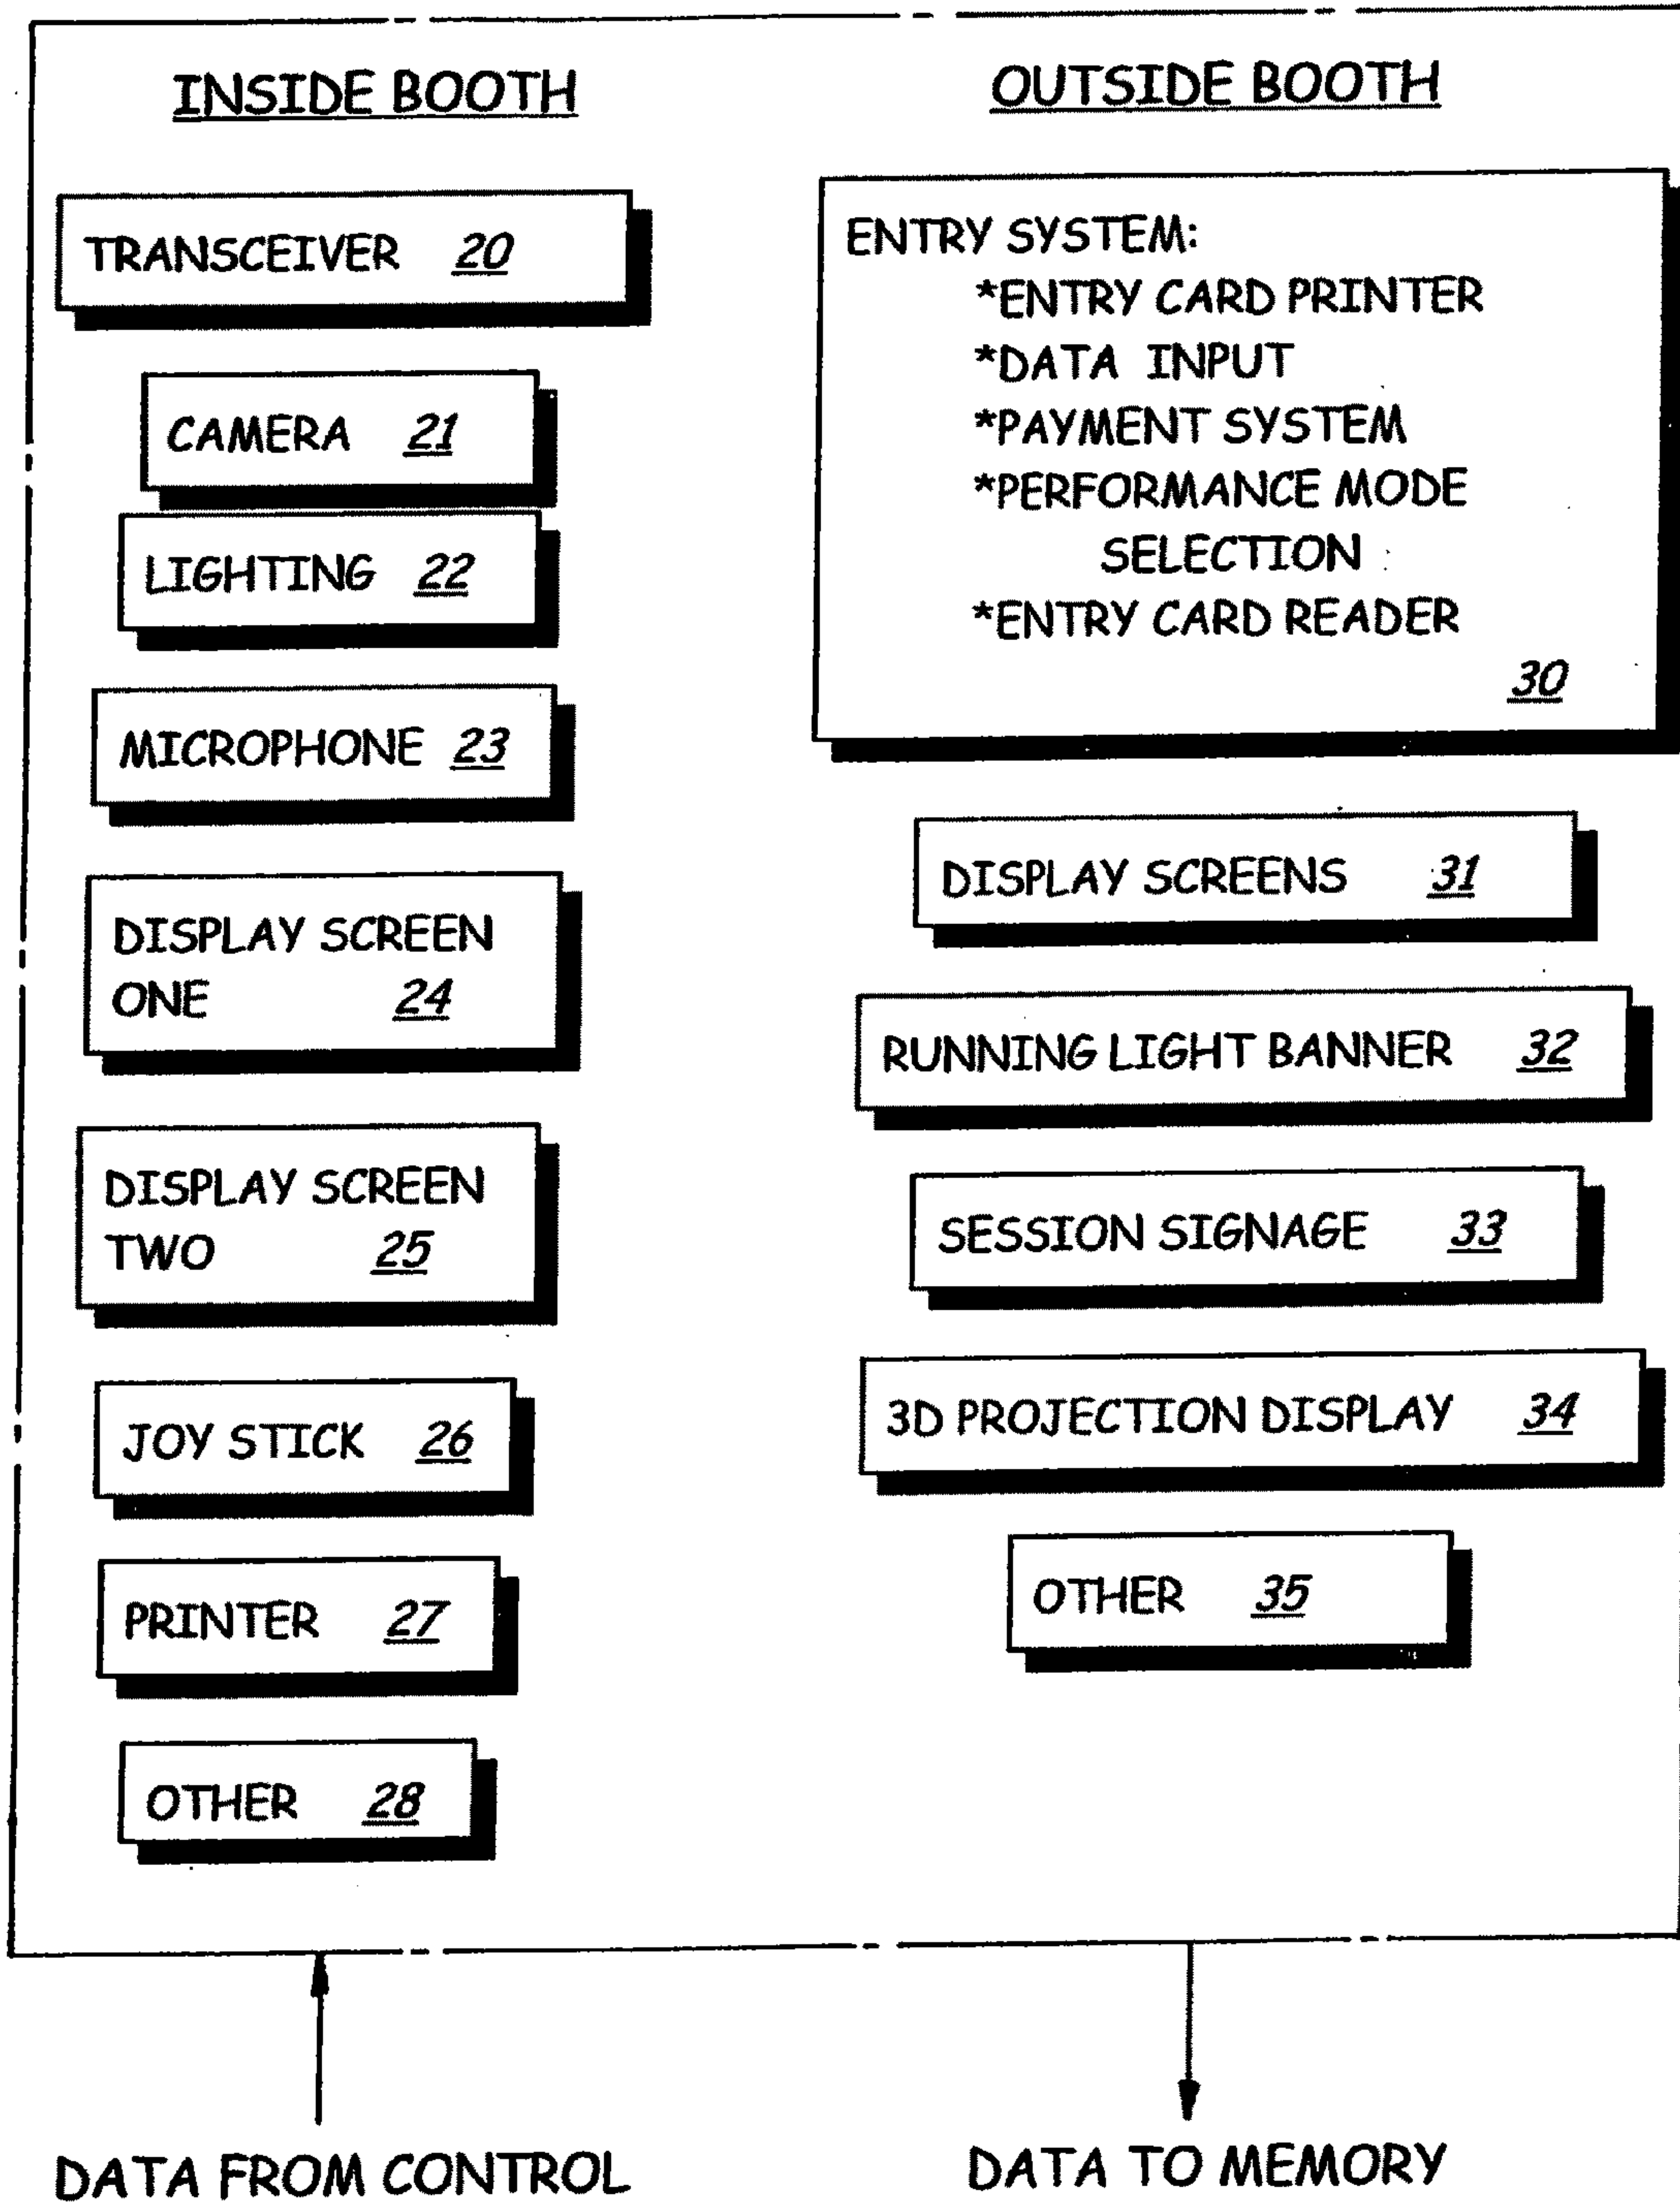 INSIDE BOOTH
TRANSCEIVER 20
CAMERA 21
LIGHTING 22
MICROPHONE 23
DISPLAY SCREEN
ONE 24
DISPLAY SCREEN
TWO 25
JOY STICK 26
PRINTER 27
OTHER 28
OUTSIDE BOOTH
ENTRY SYSTEM:
*ENTRY CARD PRINTER
*DATA INPUT
*PAYMENT SYSTEM
*PERFORMANCE MODE
SELECTION
*ENTRY CARD READER
30
DISPLAY SCREENS 31
RUNNING LIGHT BANNER 32
SESSION SIGNAGE 33
3D PROJECTION DISPLAY 34
OTHER 35
DATA FROM CONTROL
DATA TO MEMORY